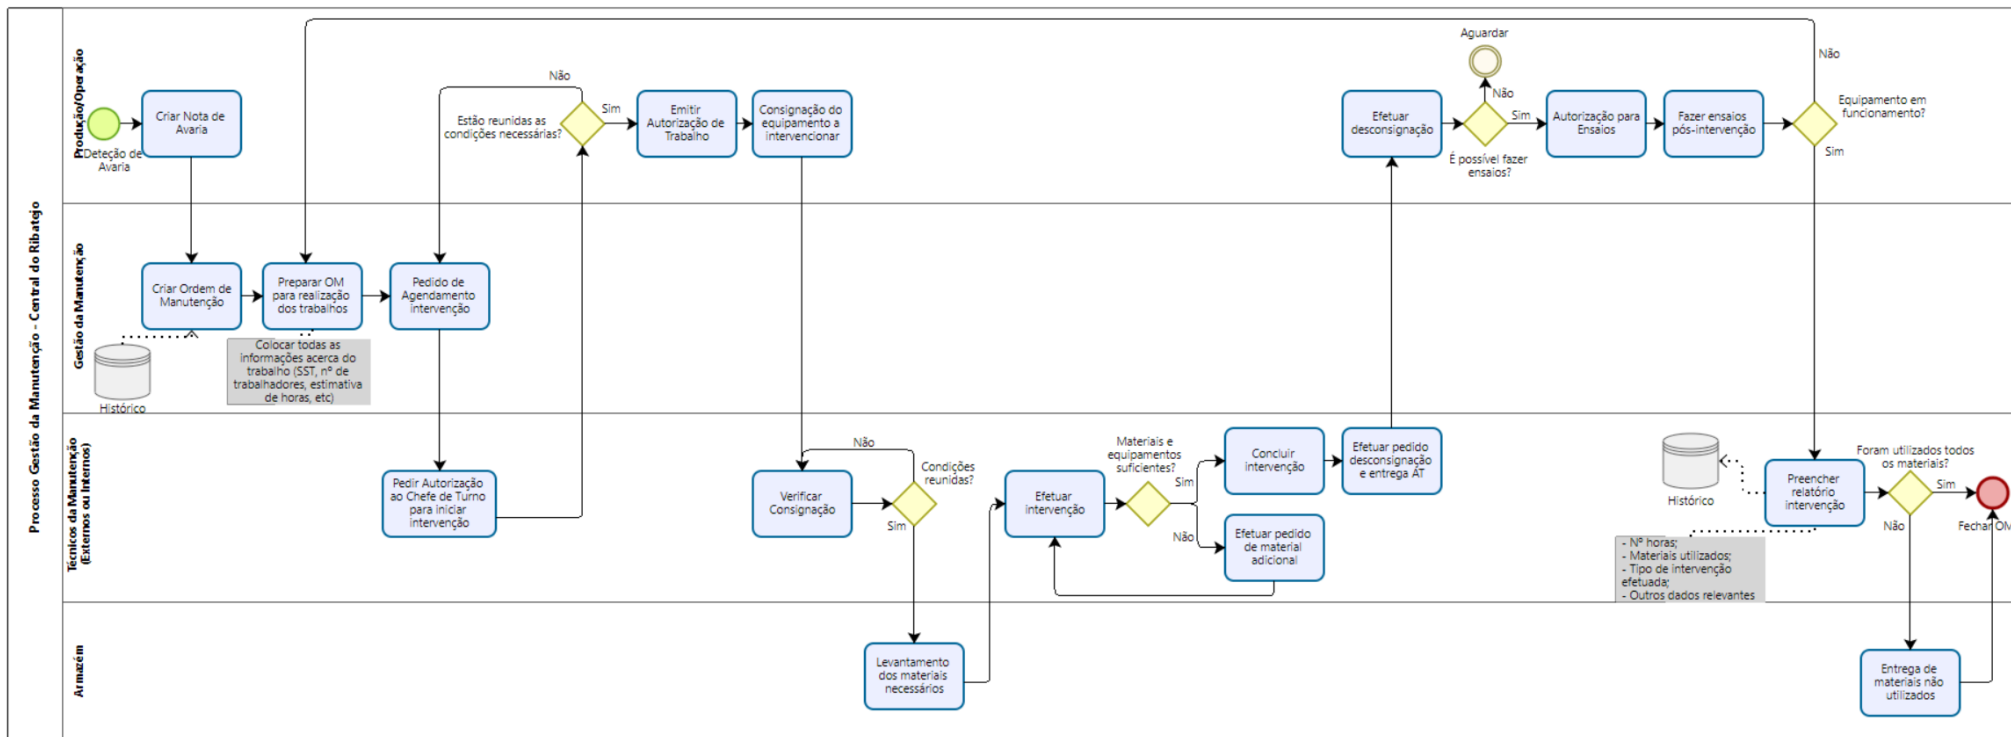 Processo Gestão da Manutenção - Central do Ribatejo
Produção/Operação
Deteção de
Avaria
Criar Nota de
Avaria
Estão reunidas as
condições necessárias?
Não
Sim
Emitir
Autorização de
Trabalho
Consignação do
equipamento a
intervencionar
Efetuar
desconsignação
Aguardar
Não
Sim
É possível fazer
ensaios?
Autorização para
Ensaios
Fazer ensaios
pós-intervenção
Não
Equipamento em
funcionamento?
Sim
Gestão da Manutenção
Criar Ordem de
Manutenção
Preparar OM
para realização
dos trabalhos
Pedido de
Agendamento
intervenção
Histórico
Colocar todas as
informações acerca do
trabalho (SST, nº de
trabalhadores, estimativa
de horas, etc)
Técnicos da Manutenção
(Externos ou Internos)
Pedir Autorização
ao Chefe de Turno
para iniciar
intervenção
Verificar
Consignação
Não
Condições
reunidas?
Sim
Efetuar
intervenção
Materiais e
equipamentos
suficientes?
Sim
Não
Concluir
intervenção
Efetuar pedido
de material
adicional
Efetuar pedido
desconsignação
e entrega AT
Histórico
Preencher
relatório
intervenção
- Nº horas;
- Materiais utilizados;
- Tipo de intervenção
efetuada;
- Outros dados relevantes
Foram utilizados todos
os materiais?
Sim
Não
Fechar OM
Armazém
Levantamento
dos materiais
necessários
Entrega de
materiais não
utilizados